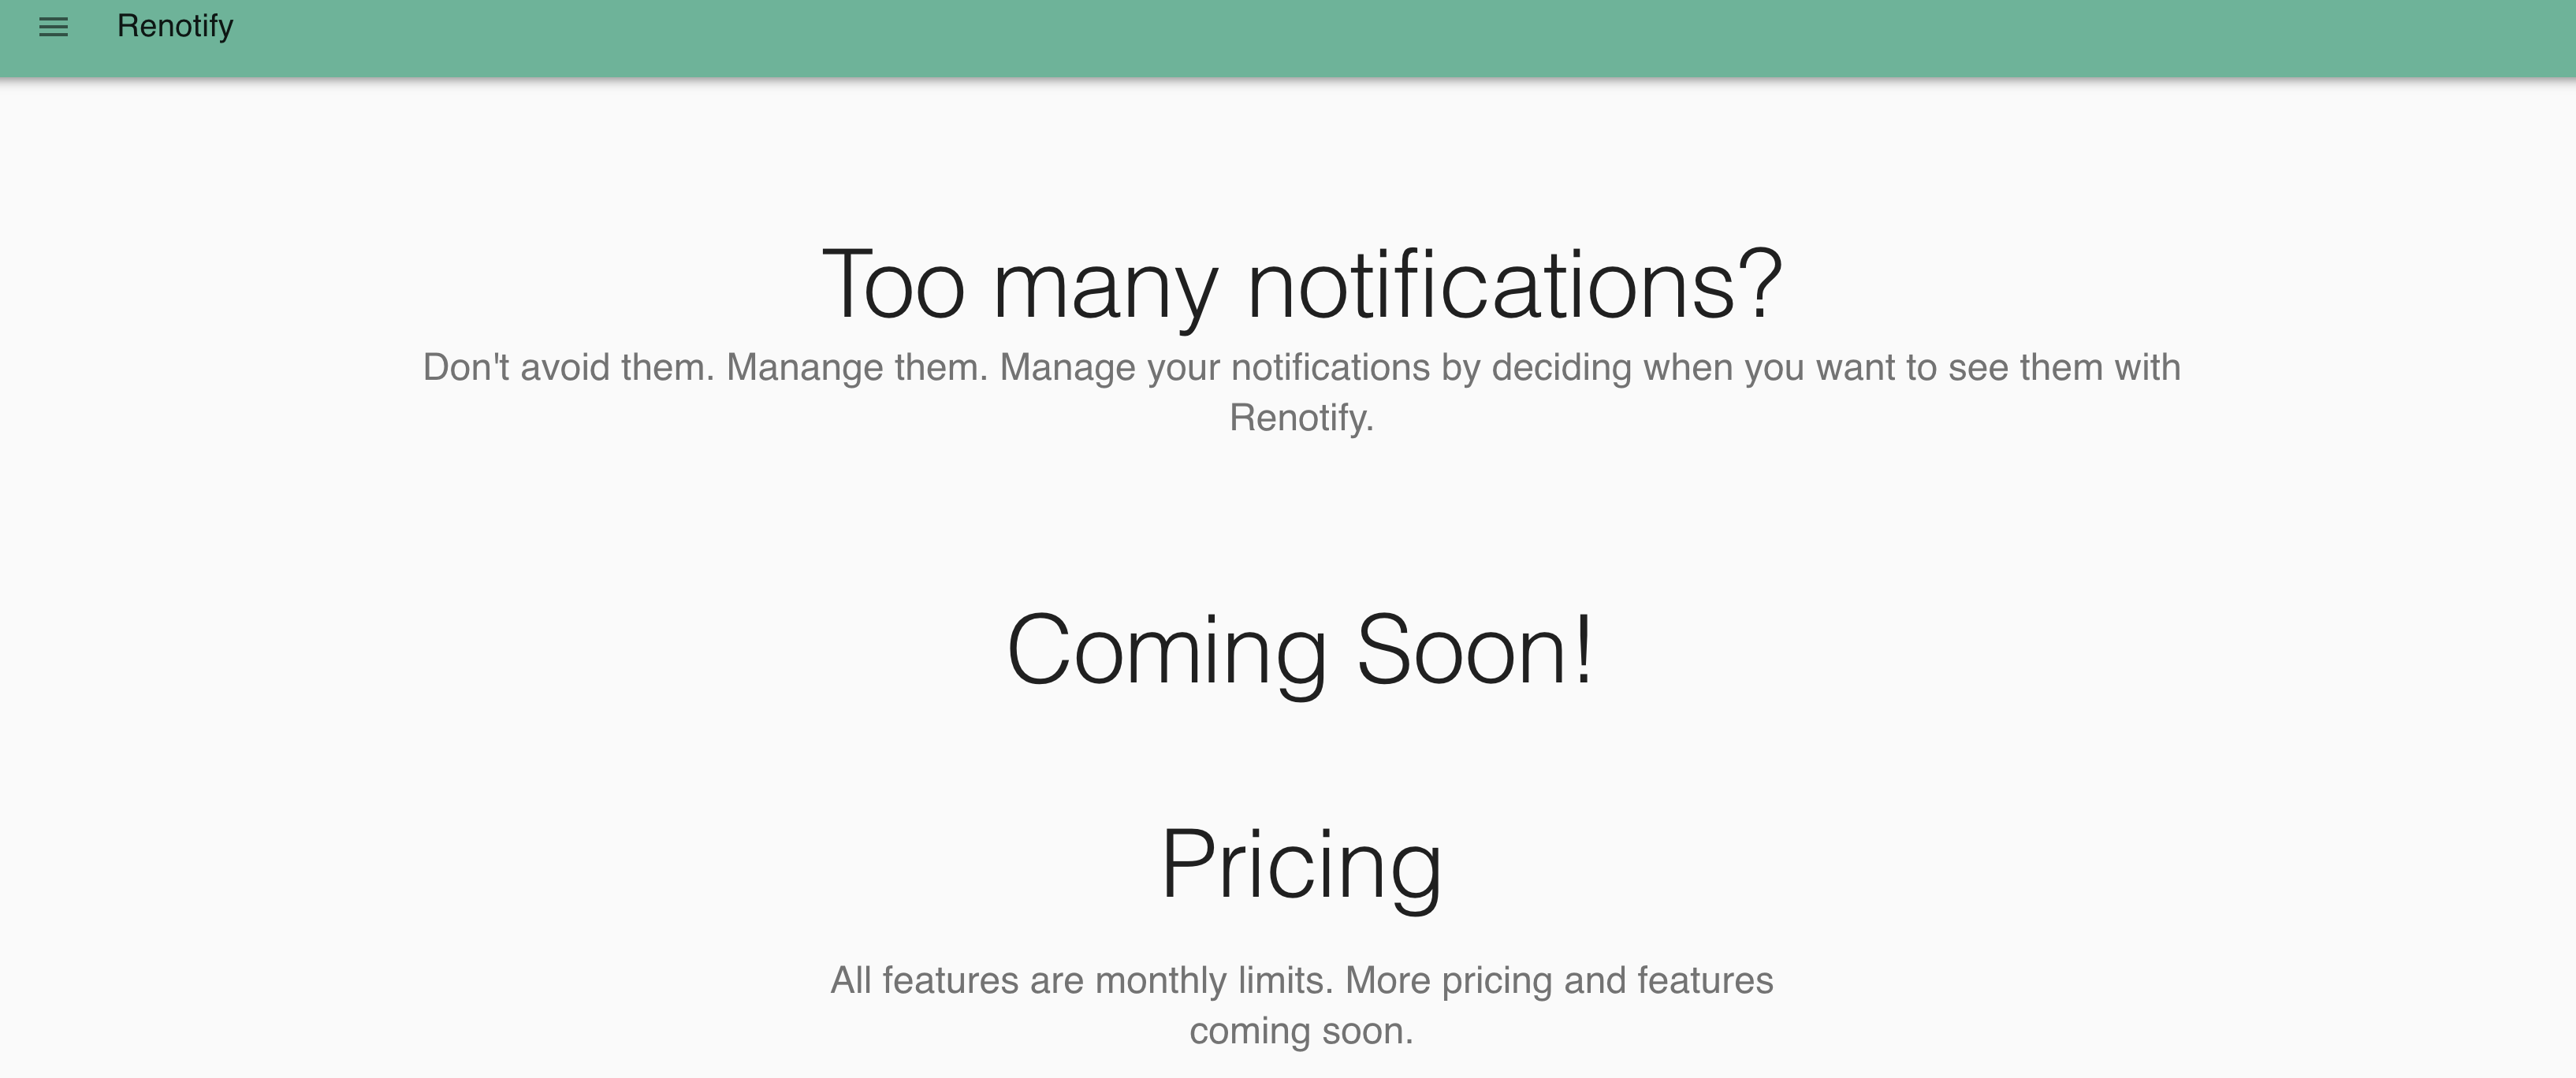 Renotify
Too many notifications?
Don't avoid them. Manange them. Manage your notifications by deciding when you want to see them with
Renotify.
Coming Soon!
Pricing
All features are monthly limits. More pricing and features
coming soon.